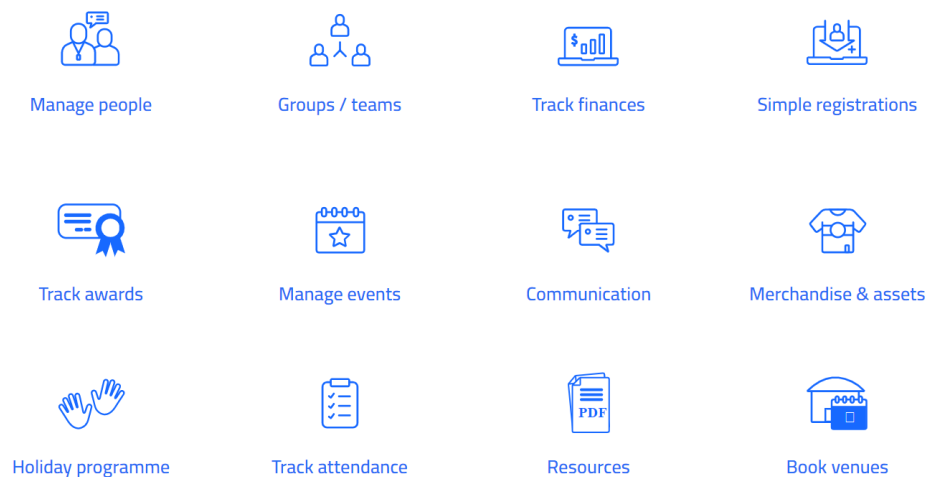 Manage people
Groups / teams
$
Track finances
Simple registrations
Track awards
Manage events
Communication
Merchandise & assets
Holiday programme
Track attendance
PDF
Resources
Book venues